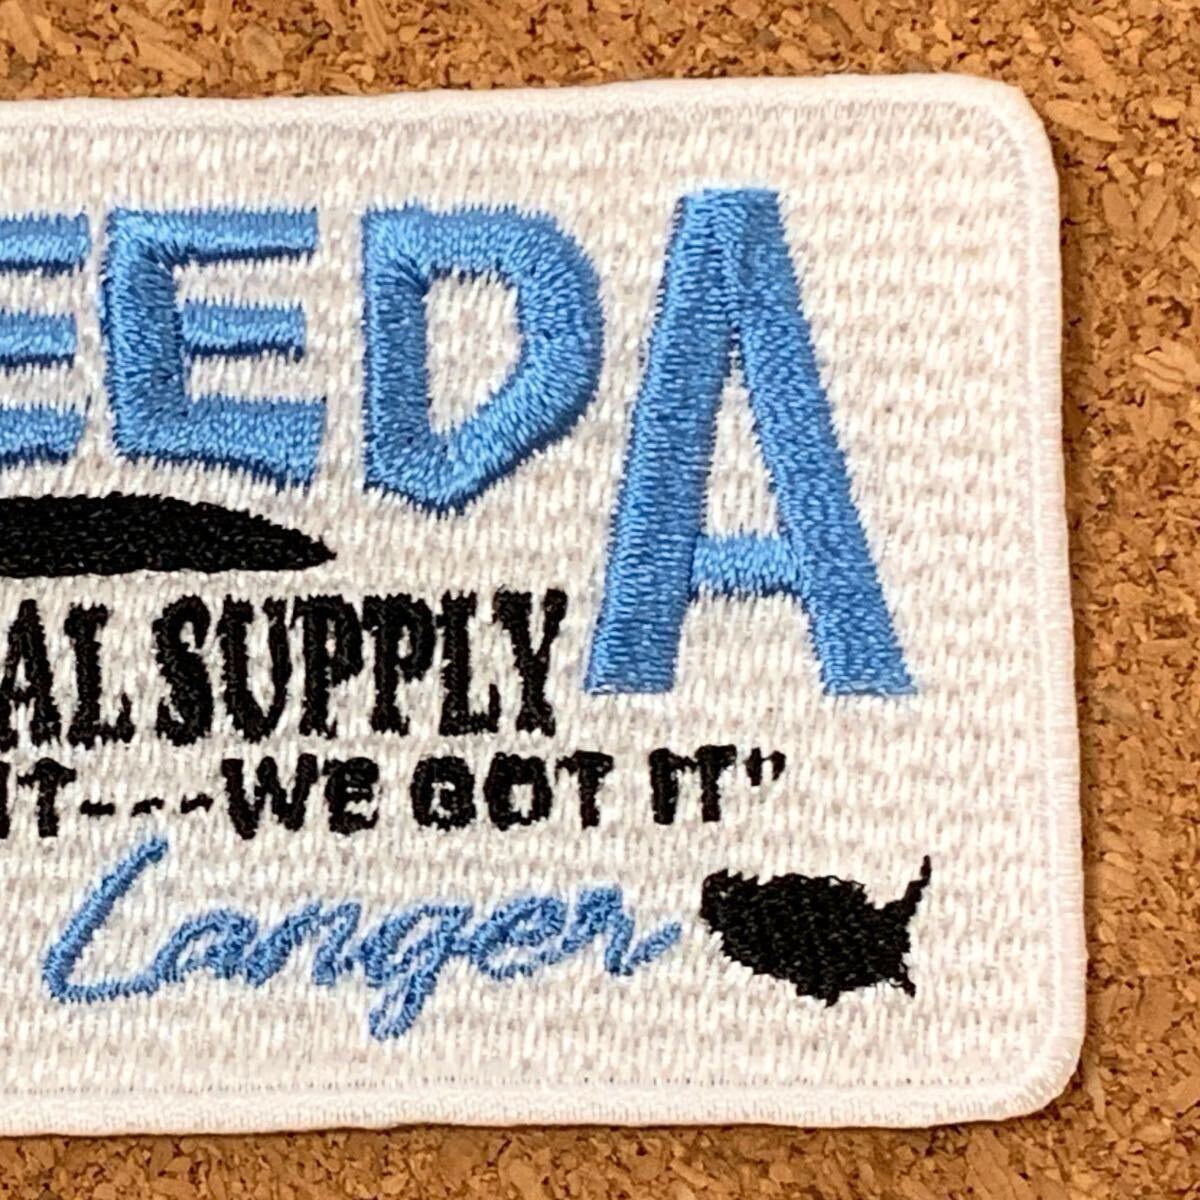 EEDA
AL SUPPLY
IT---WE GOT IT"
Langer